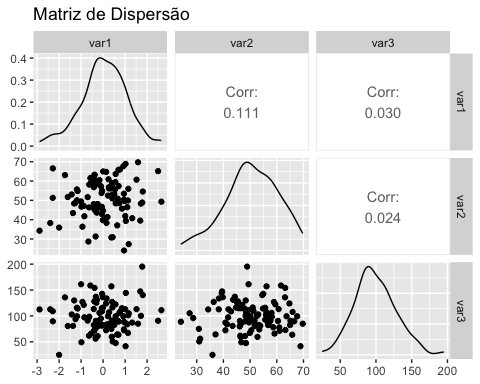 Matriz de Dispersão
var1 var2 var3
0.4
0.3
0.2
0.1
0.0
Corr:
0.111
Corr:
0.030
var1
70
60
50
40
30
Corr:
0.024
var2
200
150
100
50
var3
-3 -2 -1 0 1 2
30 40 50 60 70
50 100 150 200